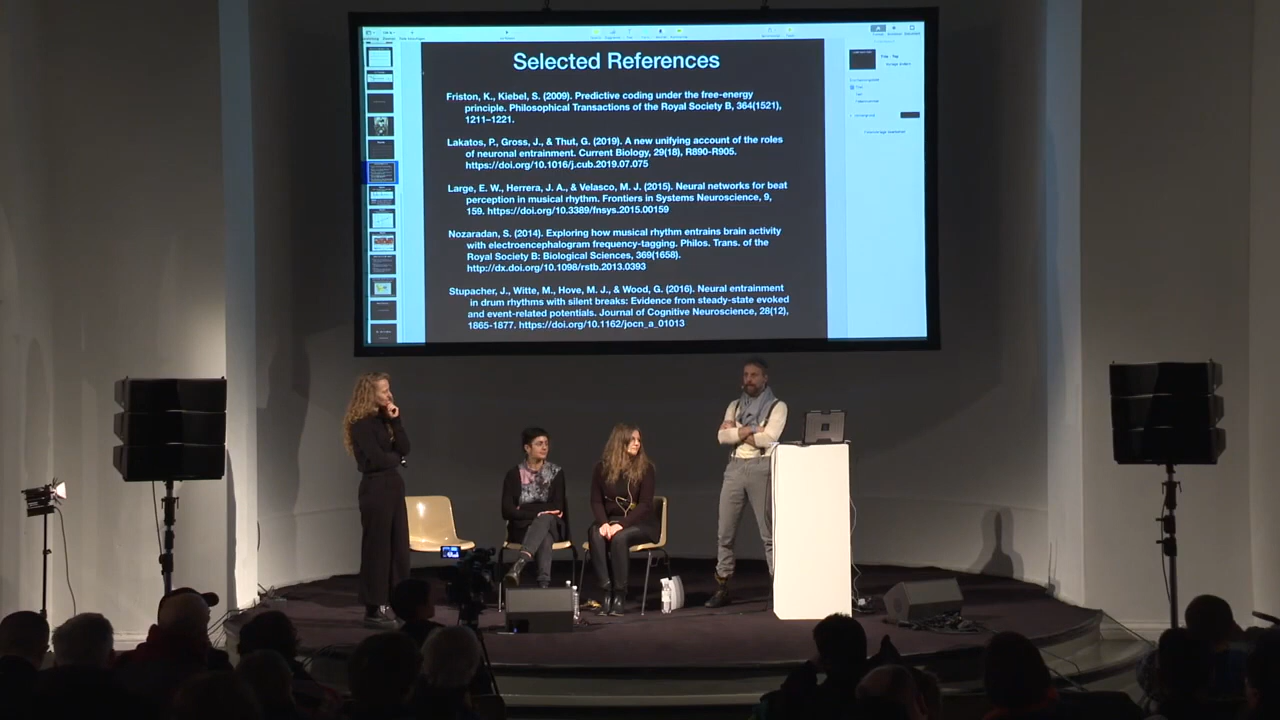 Selected References
Friston, K., Kiebel, S. (2009). Predictive coding under the free-energy
principle. Philosophical Transactions of the Royal Society B, 364(1521),
1211–1221.
Lakatos, P., Gross, J., & Thut, G. (2019). A new unifying account of the roles
of neuronal entrainment. Current Biology, 29(18), R890-R905.
https://doi.org/10.1016/j.cub.2019.07.075
Large, E. W., Herrera, J. A., & Velasco, M. J. (2015). Neural networks for beat
perception in musical rhythm. Frontiers in Systems Neuroscience, 9,
159. https://doi.org/10.3389/fnsys.2015.00159
Nozaradan, S. (2014). Exploring how musical rhythm entrains brain activity
with electroencephalogram frequency-tagging. Philos. Trans. of the
Royal Society B: Biological Sciences, 369(1658).
http://dx.doi.org/10.1098/rstb.2013.0393
Stupacher, J., Witte, M., Hove, M. J., & Wood, G. (2016). Neural entrainment
in drum rhythms with silent breaks: Evidence from steady-state evoked
and event-related potentials. Journal of Cognitive Neuroscience, 28(12),
1865-1877. https://doi.org/10.1162/jocn_a_01013